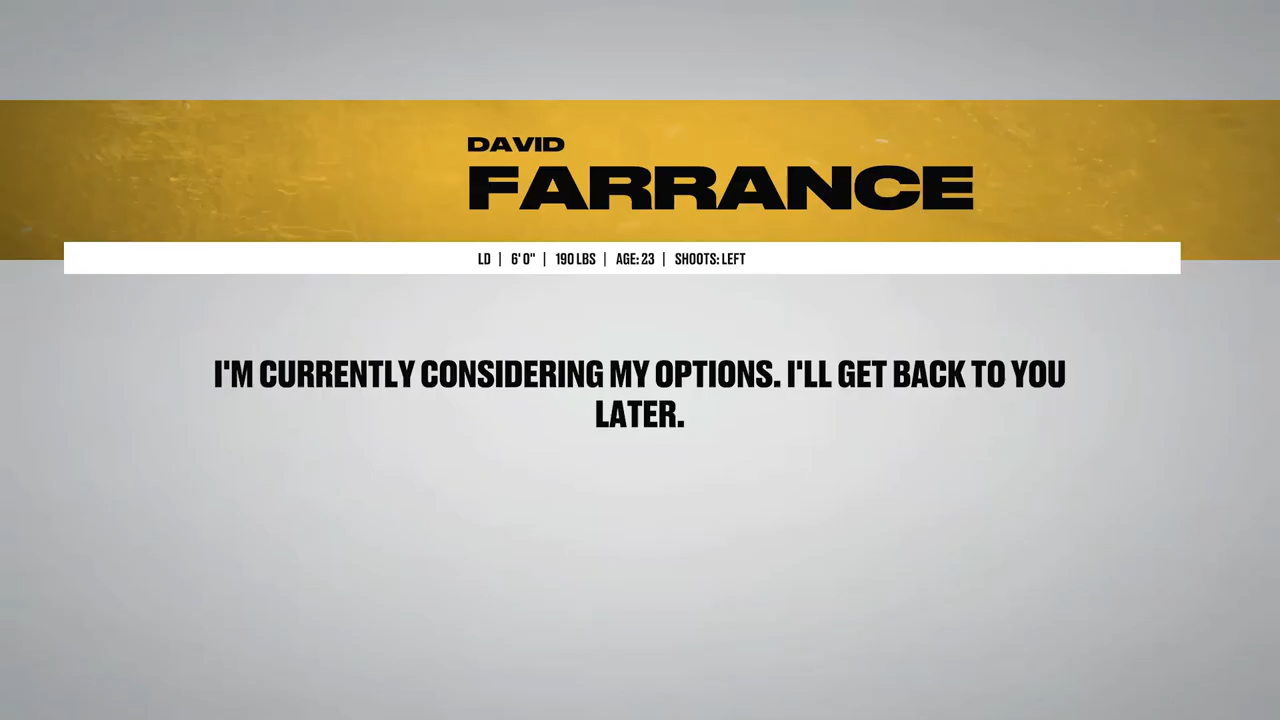 DAVID
FARRANCE
LD | 6' 0" | 190 LBS | AGE: 23 | SHOOTS: LEFT
I'M CURRENTLY CONSIDERING MY OPTIONS. I'LL GET BACK TO YOU
LATER.